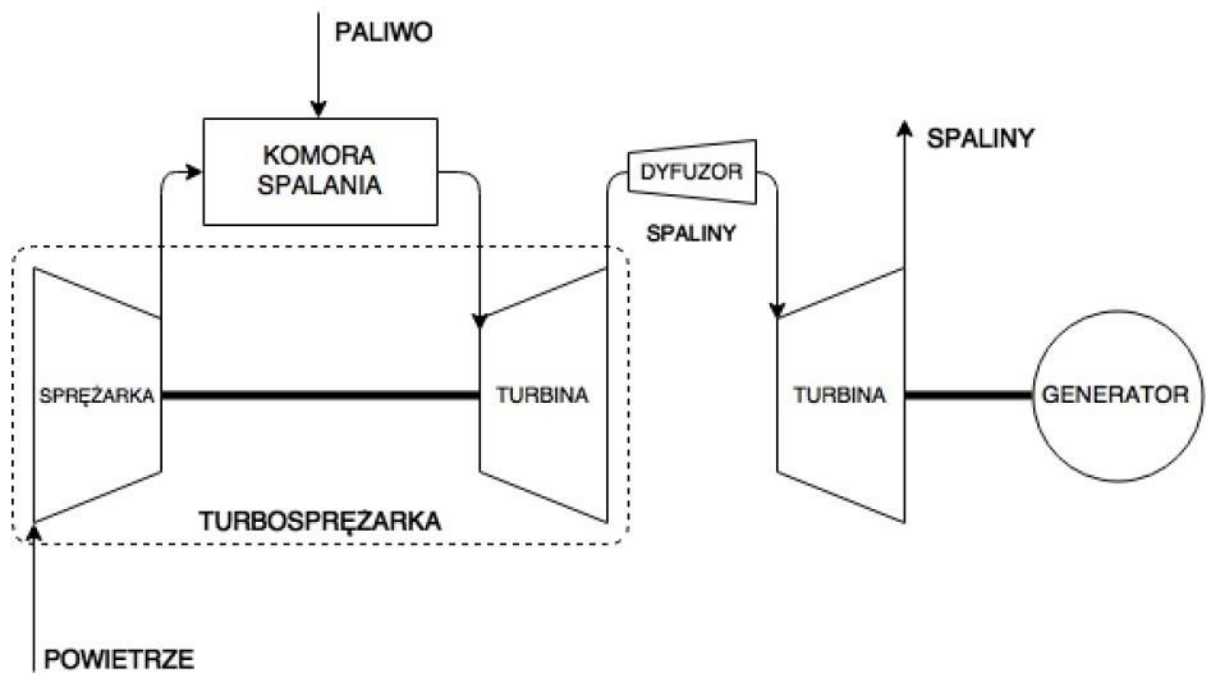 PALIWO
KOMORA
SPALANIA
DYFUZOR
SPALINY
SPALINY
SPRĘŻARKA
TURBINA
TURBINA
GENERATOR
TURBOSPRĘŻARKA
POWIETRZE